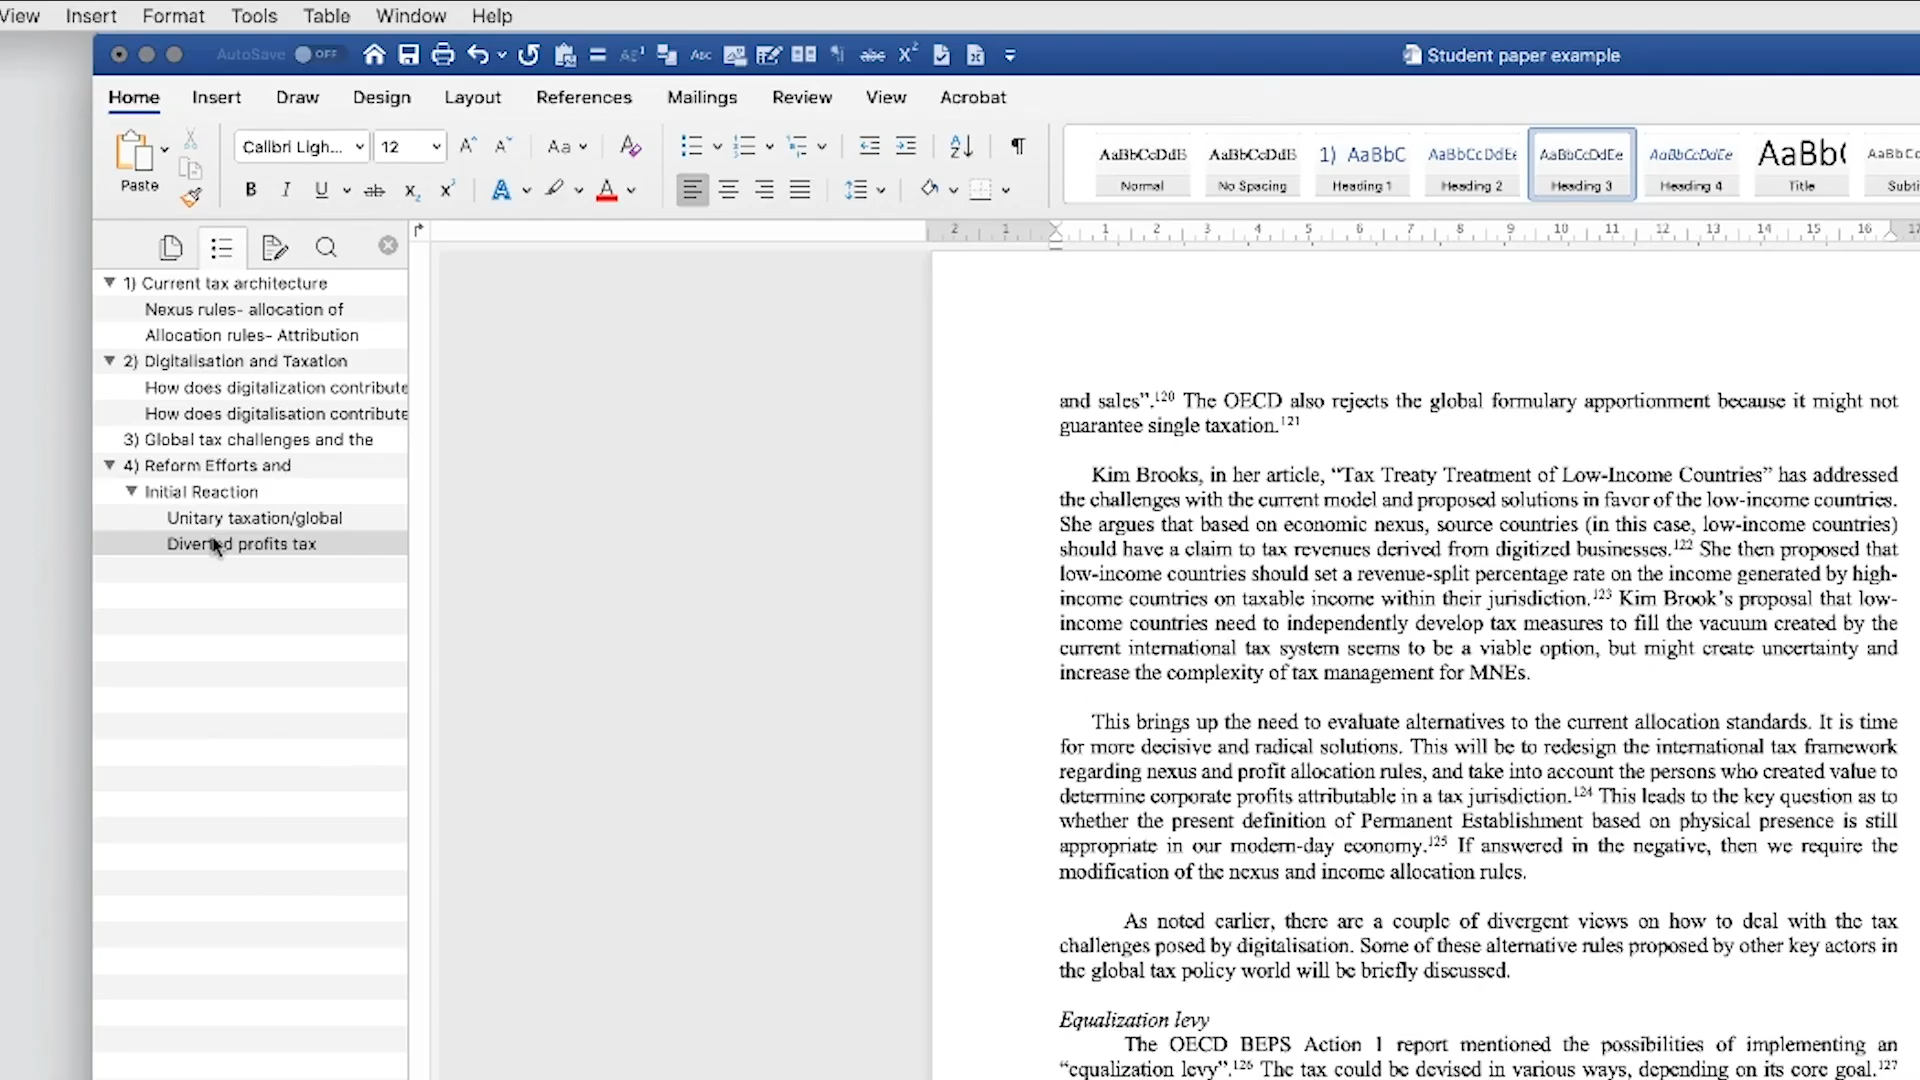 View Insert Format Tools Table Window Help
AutoSave OFF
Student paper example
Home Insert Draw Design Layout References Mailings Review View Acrobat
Paste
Calibri Ligh... 12
AaBbCcDdE
Normal
AaBbCcDdE
No Spacing
1) AaBbC
Heading 1
AaBbCcDdEe
Heading 2
AaBbCcDdEe
Heading 3
AaBbCcDdEe
Heading 4
AaBb(
Title
AaBbCc
Subti
2 1 1 2 3 4 5 6 7 8 9 10 11 12 13 14 15 16 17
1) Current tax architecture
Nexus rules- allocation of
Allocation rules- Attribution
2) Digitalisation and Taxation
How does digitalization contribute
How does digitalisation contribute
3) Global tax challenges and the
4) Reform Efforts and
Initial Reaction
Unitary taxation/global
Diverted profits tax
and sales”.120 The OECD also rejects the global formulary apportionment because it might not
guarantee single taxation.121
Kim Brooks, in her article, “Tax Treaty Treatment of Low-Income Countries” has addressed
the challenges with the current model and proposed solutions in favor of the low-income countries.
She argues that based on economic nexus, source countries (in this case, low-income countries)
should have a claim to tax revenues derived from digitized businesses.122 She then proposed that
low-income countries should set a revenue-split percentage rate on the income generated by high-
income countries on taxable income within their jurisdiction.123 Kim Brook’s proposal that low-
income countries need to independently develop tax measures to fill the vacuum created by the
current international tax system seems to be a viable option, but might create uncertainty and
increase the complexity of tax management for MNEs.
This brings up the need to evaluate alternatives to the current allocation standards. It is time
for more decisive and radical solutions. This will be to redesign the international tax framework
regarding nexus and profit allocation rules, and take into account the persons who created value to
determine corporate profits attributable in a tax jurisdiction.124 This leads to the key question as to
whether the present definition of Permanent Establishment based on physical presence is still
appropriate in our modern-day economy.125 If answered in the negative, then we require the
modification of the nexus and income allocation rules.
As noted earlier, there are a couple of divergent views on how to deal with the tax
challenges posed by digitalisation. Some of these alternative rules proposed by other key actors in
the global tax policy world will be briefly discussed.
Equalization levy
The OECD BEPS Action 1 report mentioned the possibilities of implementing an
“equalization levy”.126 The tax could be devised in various ways, depending on its core goal.127